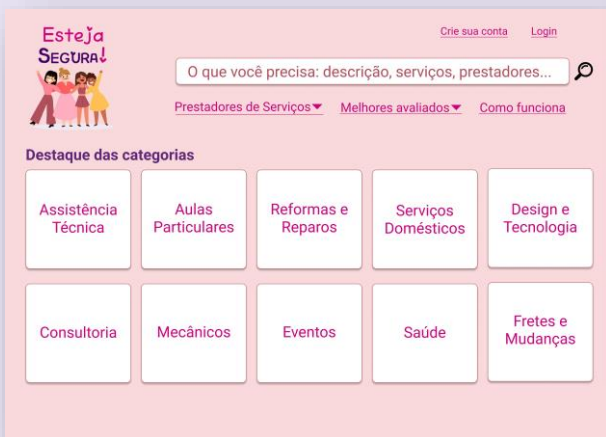 Esteja
SEGURA!
Crie sua conta Login
O que você precisa: descrição, serviços, prestadores...
Prestadores de Serviços Melhores avaliados Como funciona
Destaque das categorias
Assistência
Técnica
Aulas
Particulares
Reformas e
Reparos
Serviços
Domésticos
Design e
Tecnologia
Consultoria
Mecânicos
Eventos
Saúde
Fretes e
Mudanças